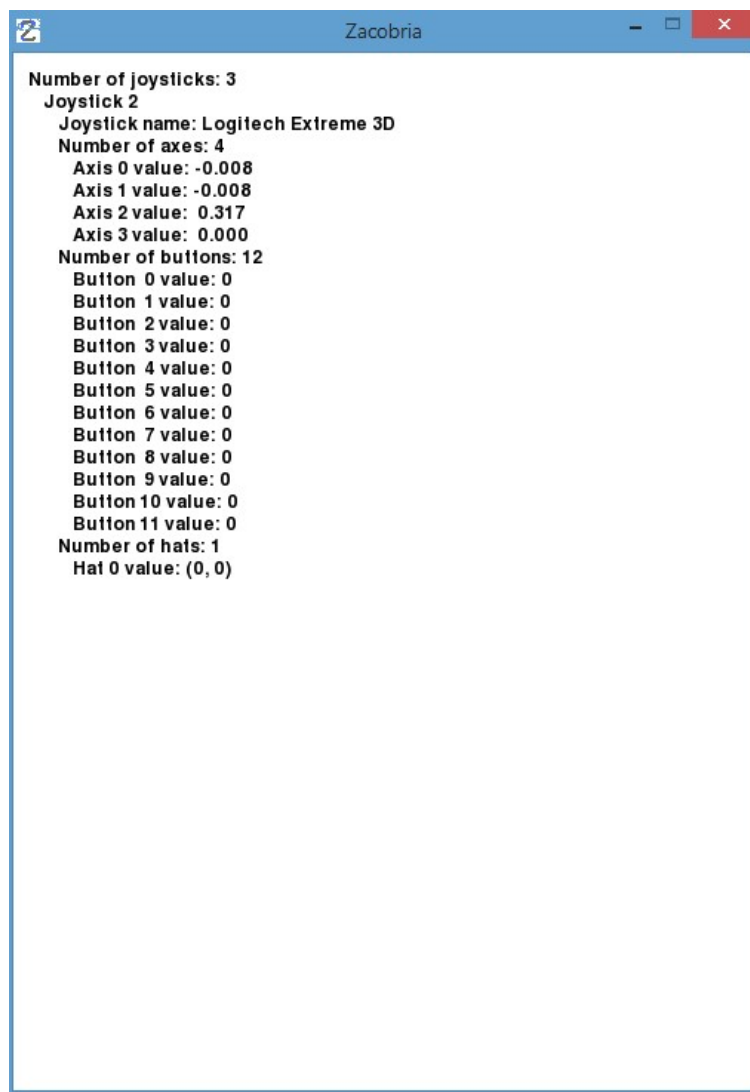 Zacobria
Number of joysticks: 3
Joystick 2
Joystick name: Logitech Extreme 3D
Number of axes: 4
Axis 0 value: -0.008
Axis 1 value: -0.008
Axis 2 value:  0.317
Axis 3 value:  0.000
Number of buttons: 12
Button  0 value: 0
Button  1 value: 0
Button  2 value: 0
Button  3 value: 0
Button  4 value: 0
Button  5 value: 0
Button  6 value: 0
Button  7 value: 0
Button  8 value: 0
Button  9 value: 0
Button 10 value: 0
Button 11 value: 0
Number of hats: 1
Hat 0 value: (0, 0)